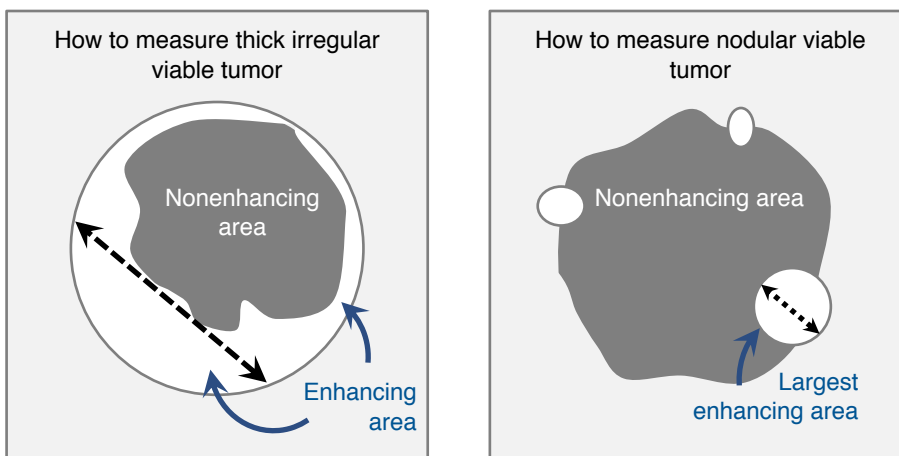 How to measure thick irregular
viable tumor
Nonenhancing
area
Enhancing
area
How to measure nodular viable
tumor
Nonenhancing area
Largest
enhancing area